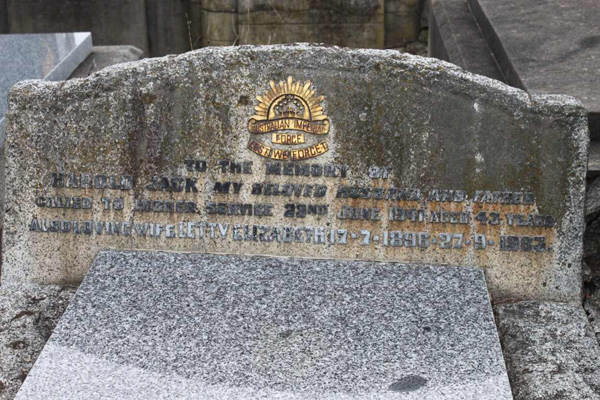 AUSTRALIAN IMPERIAL
FORCE
LEST WE FORGET
TO THE MEMORY OF
HAROLD JACK MY BELOVED HUSBAND AND FATHER
CALLED TO HIGHER SERVICE 29TH JUNE 1941 AGED 43 YEARS
ALSO LOVING WIFE BETTY ELIZABETH 17-7-1896-27-9-1983.